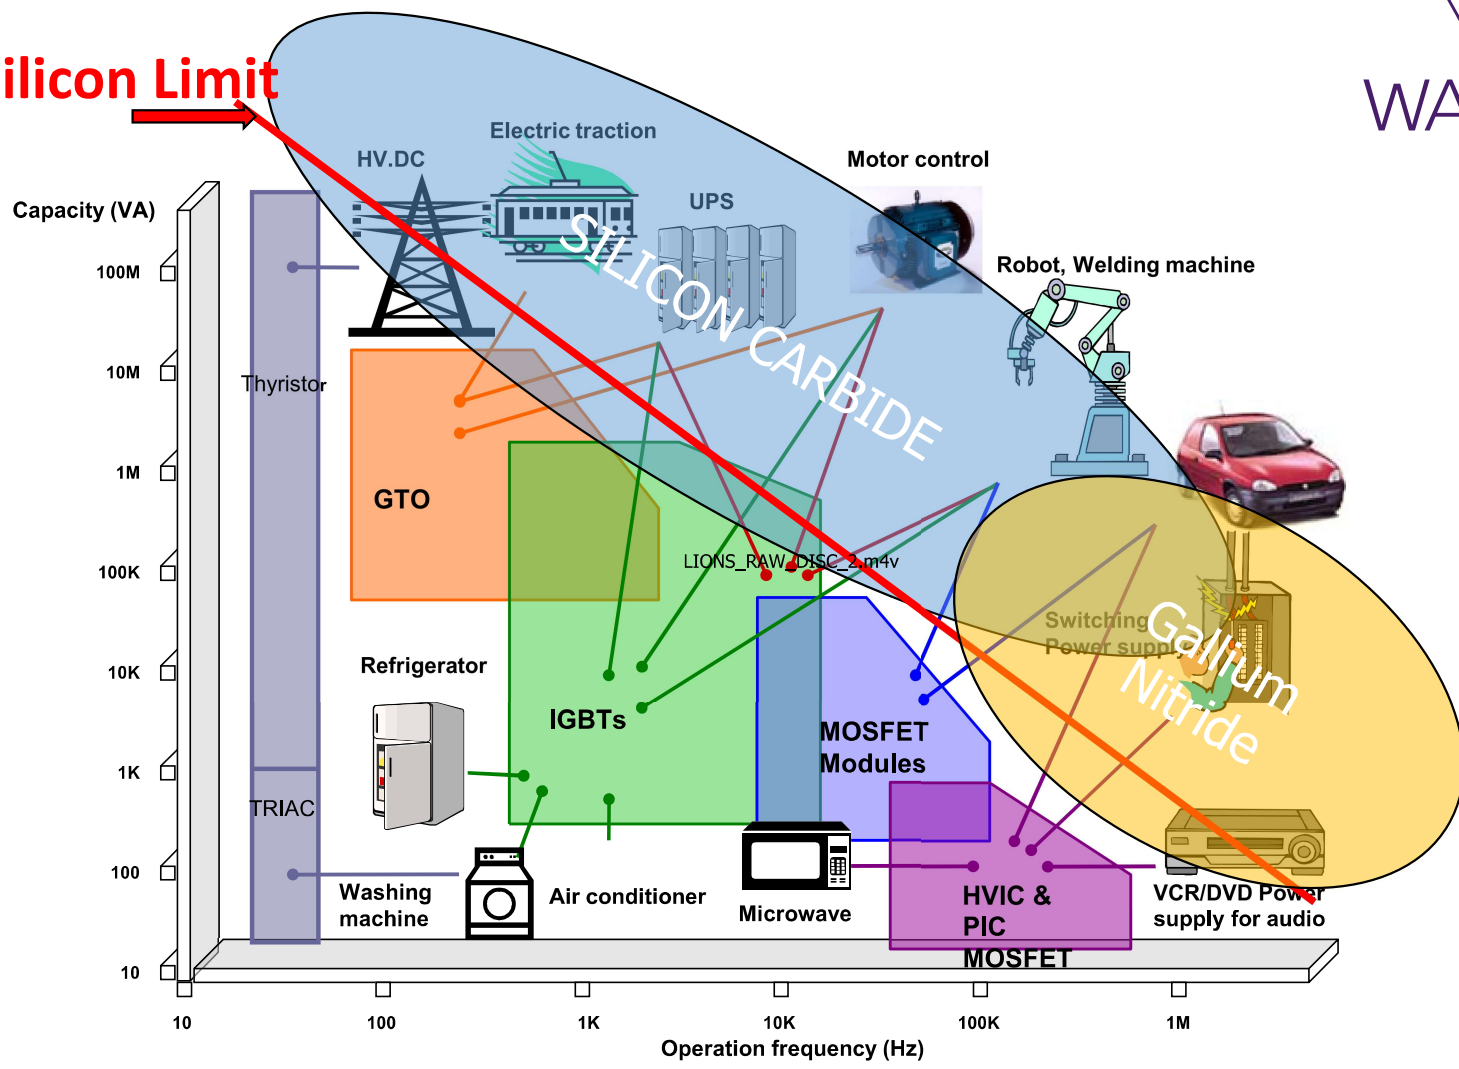 ilicon Limit
WA
Electric traction
HV.DC
Motor control
UPS
Capacity (VA)
Robot, Welding machine
SILICON CARBIDE
100M
10M
Thyristor
1M
GTO
100K
LIONS_RAW_DISC_2.m4v
Switching
Power supply
Gallium
Nitride
10K
Refrigerator
IGBTs
MOSFET
Modules
1K
TRIAC
100
Washing
machine
Air conditioner
Microwave
HVIC &
PIC
MOSFET
VCR/DVD Power
supply for audio
10
10
100
1K
10K
100K
1M
Operation frequency (Hz)